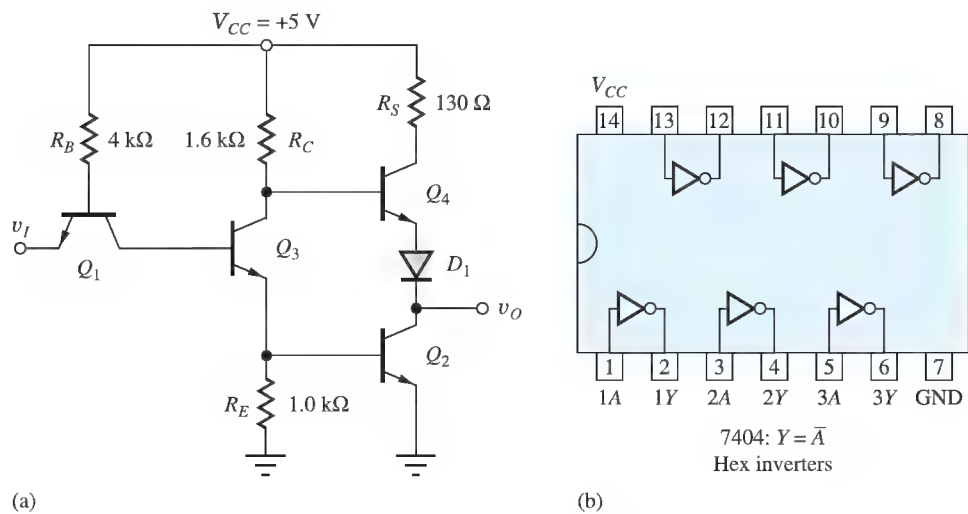 V_CC = +5 V
R_B 4 kΩ
1.6 kΩ R_C
R_S 130 Ω
Q_4
v_I
Q_1
Q_3
D_1
v_O
Q_2
R_E 1.0 kΩ
(a)
V_CC
14 13 12 11 10 9 8
1 2 3 4 5 6 7
1A 1Y 2A 2Y 3A 3Y GND
7404: Y = A̅
Hex inverters
(b)